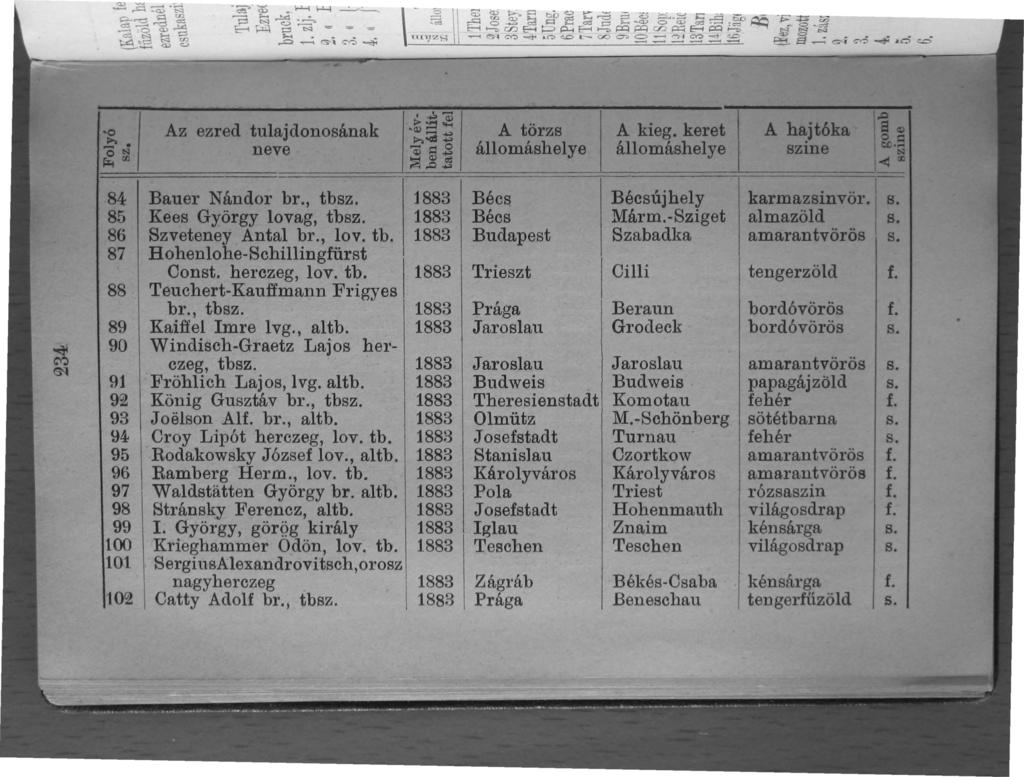 Folyó sz. | Az ezred tulajdonosának neve | Mely év-ben állít-tatott fel | A törzs állomáshelye | A kieg. keret állomáshelye | A hajtóka szine | A gomb szine
84 Bauer Nándor br., tbsz. 1883 Bécs Bécsújhely karmazsinvör. s.
85 Kees György lovag, tbsz. 1883 Bécs Márm.-Sziget almazöld s.
86 Szveteney Antal br., lov. tb. 1883 Budapest Szabadka amarantvörös s.
87 Hohenlohe-Schillingfürst
Const. herczeg, lov. tb. 1883 Trieszt Cilli tengerzöld f.
88 Teuchert-Kauffmann Frigyes
br., tbsz. 1883 Prága Beraun bordóvörös f.
89 Kaiffel Imre lvg., altb. 1883 Jaroslau Grodeck bordóvörös s.
90 Windisch-Graetz Lajos her-
czeg, tbsz. 1883 Jaroslau Jaroslau amarantvörös s.
91 Fröhlich Lajos, lvg. altb. 1883 Budweis Budweis papagájzöld s.
92 König Gusztáv br., tbsz. 1883 Theresienstadt Komotau fehér f.
93 Joëlson Alf. br., altb. 1883 Olmütz M.-Schönberg sötétbarna s.
94 Croy Lipót herczeg, lov. tb. 1883 Josefstadt Turnau fehér s.
95 Rodakowsky József lov., altb. 1883 Stanislau Czortkow amarantvörös f.
96 Ramberg Herm., lov. tb. 1883 Károlyváros Károlyváros amarantvörös f.
97 Waldstätten György br. altb. 1883 Pola Triest rózsaszin f.
98 Stránsky Ferencz, altb. 1883 Josefstadt Hohenmauth világosdrap f.
99 I. György, görög király 1883 Iglau Znaim kénsárga s.
100 Krieghammer Ödön, lov. tb. 1883 Teschen Teschen világosdrap s.
101 SergiusAlexandrovitsch,orosz
nagyherczeg 1883 Zágráb Békés-Csaba kénsárga f.
102 Catty Adolf br., tbsz. 1883 Prága Beneschau tengerfüzöld s.
234